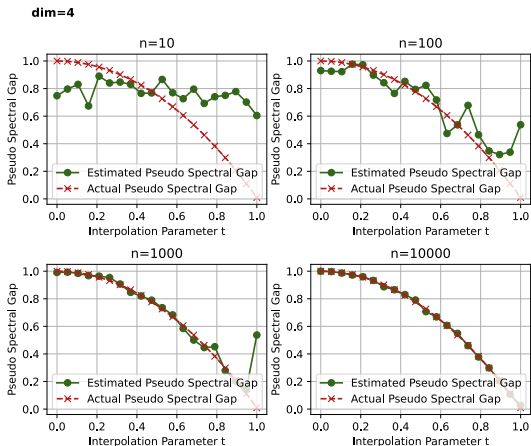 dim=4
n=10
Pseudo Spectral Gap
1.0
0.8
0.6
0.4
0.2
0.0
Estimated Pseudo Spectral Gap
Actual Pseudo Spectral Gap
0.0 0.2 0.4 0.6 0.8 1.0
Interpolation Parameter t
n=100
Pseudo Spectral Gap
1.0
0.8
0.6
0.4
0.2
0.0
Estimated Pseudo Spectral Gap
Actual Pseudo Spectral Gap
0.0 0.2 0.4 0.6 0.8 1.0
Interpolation Parameter t
n=1000
Pseudo Spectral Gap
1.0
0.8
0.6
0.4
0.2
0.0
Estimated Pseudo Spectral Gap
Actual Pseudo Spectral Gap
0.0 0.2 0.4 0.6 0.8 1.0
Interpolation Parameter t
n=10000
Pseudo Spectral Gap
1.0
0.8
0.6
0.4
0.2
0.0
Estimated Pseudo Spectral Gap
Actual Pseudo Spectral Gap
0.0 0.2 0.4 0.6 0.8 1.0
Interpolation Parameter t